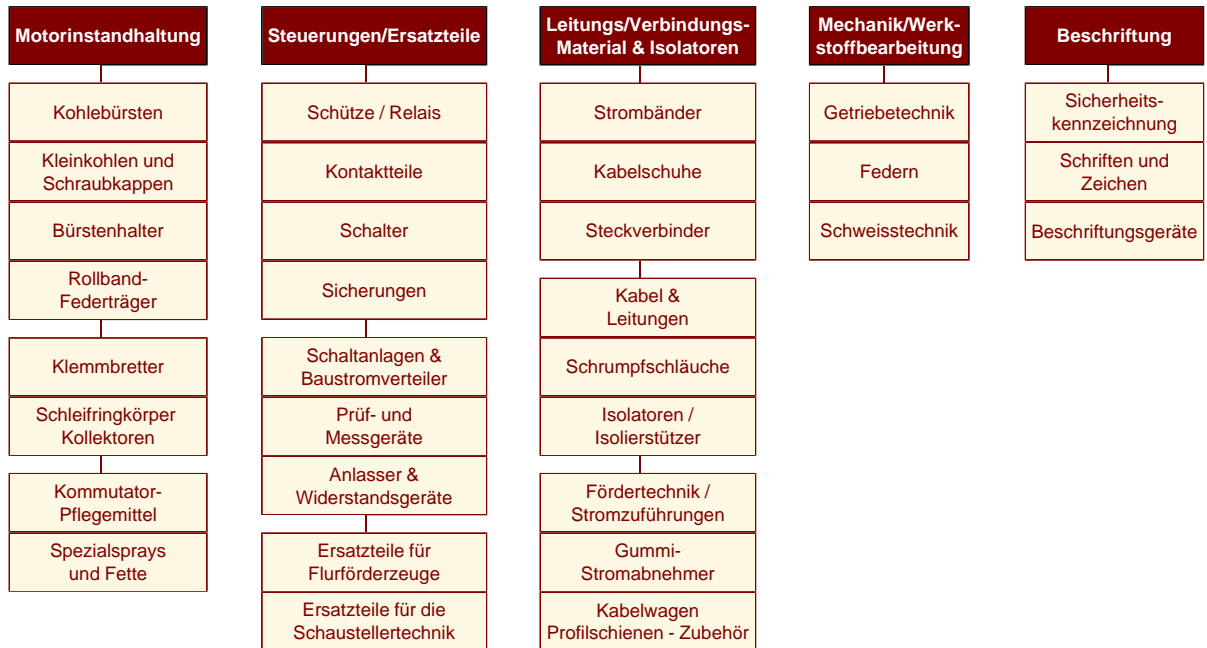 Motorinstandhaltung
Kohlebürsten
Kleinkohlen und
Schraubkappen
Bürstenhalter
Rollband-
Federträger
Klemmbretter
Schleifringkörper
Kollektoren
Kommutator-
Pflegemittel
Spezialsprays
und Fette
Steuerungen/Ersatzteile
Schütze / Relais
Kontaktteile
Schalter
Sicherungen
Schaltanlagen &
Baustromverteiler
Prüf- und
Messgeräte
Anlasser &
Widerstandsgeräte
Ersatzteile für
Flurförderzeuge
Ersatzteile für die
Schaustellertechnik
Leitungs/Verbindungs-
Material & Isolatoren
Strombänder
Kabelschuhe
Steckverbinder
Kabel &
Leitungen
Schrumpfschläuche
Isolatoren /
Isolierstützer
Fördertechnik /
Stromzuführungen
Gummi-
Stromabnehmer
Kabelwagen
Profilschienen - Zubehör
Mechanik/Werk-
stoffbearbeitung
Getriebetechnik
Federn
Schweisstechnik
Beschriftung
Sicherheits-
kennzeichnung
Schriften und
Zeichen
Beschriftungsgeräte